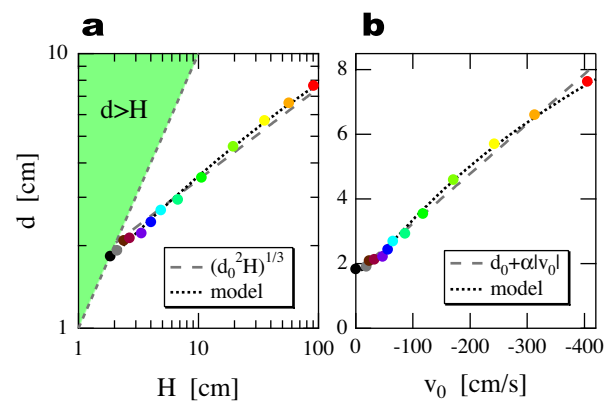 a
b
10
8
6
4
2
0
d>H
d [cm]
(d₀²H)^1/3
model
d₀+α|v₀|
model
1
1
10
100
0
-100
-200
-300
-400
H [cm]
v₀ [cm/s]